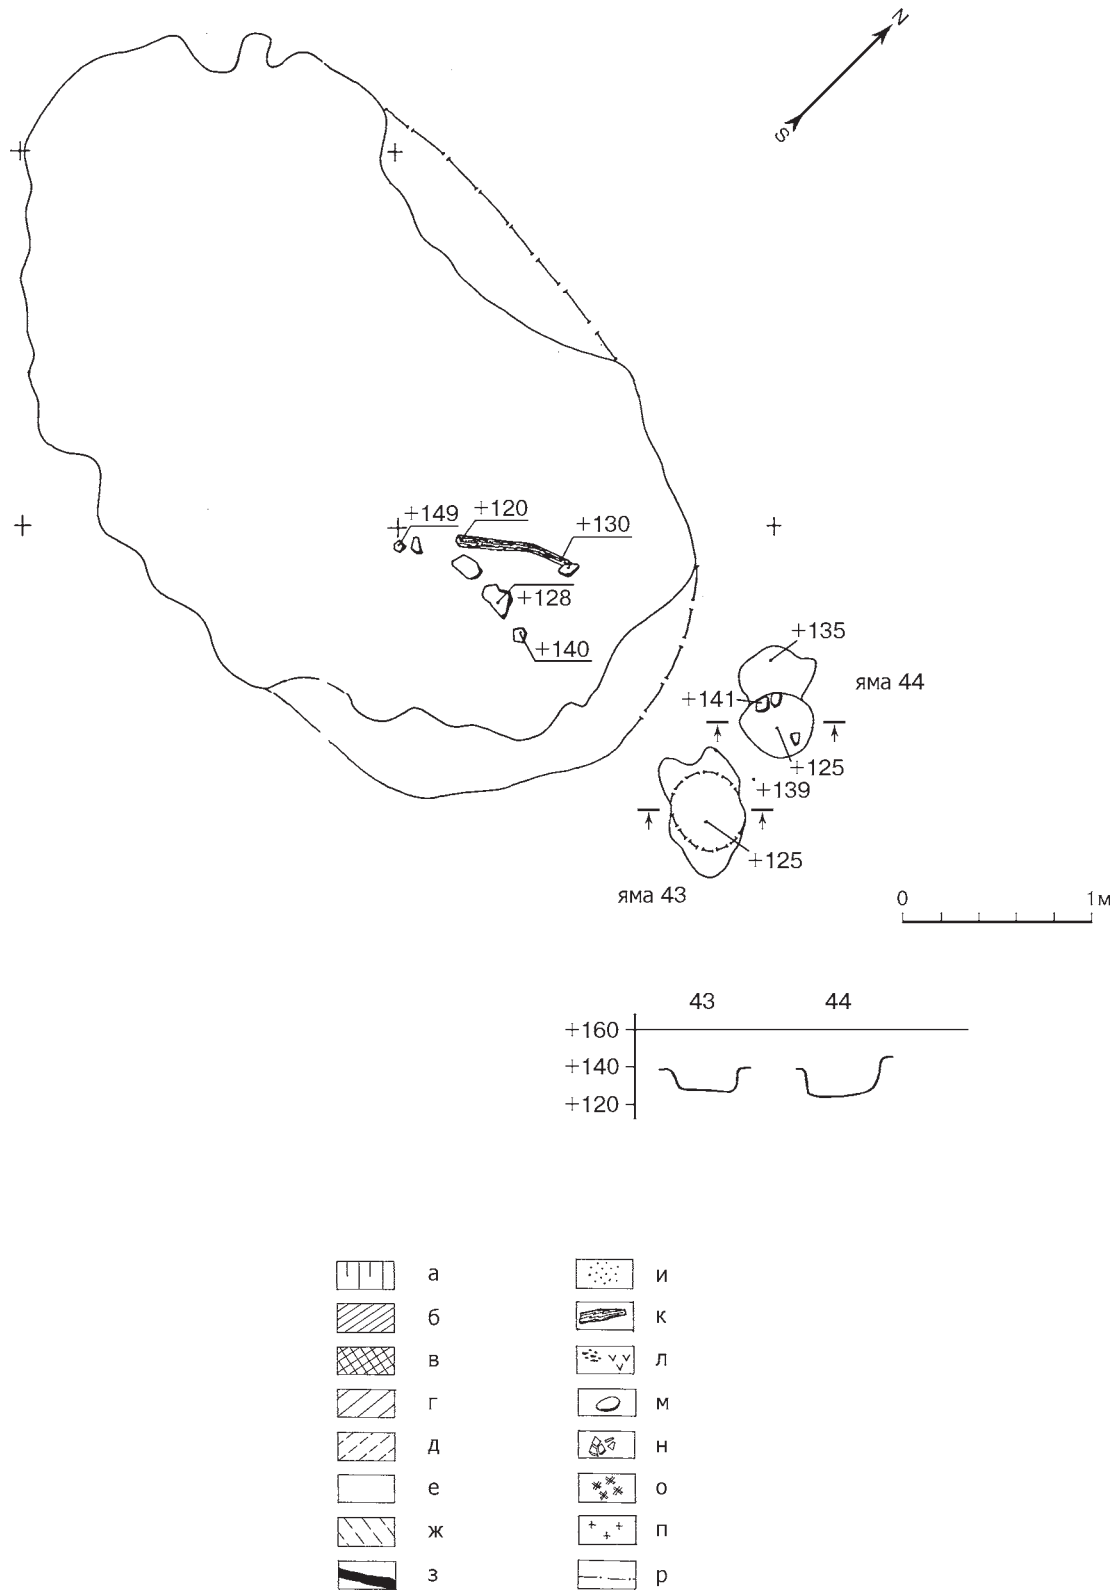 N
S
+149
+120
+130
+128
+140
+135
яма 44
+141
+125
+139
+125
яма 43
0 1м
43 44
+160
+140
+120
а и
б к
в л
г м
д н
е о
ж п
з р